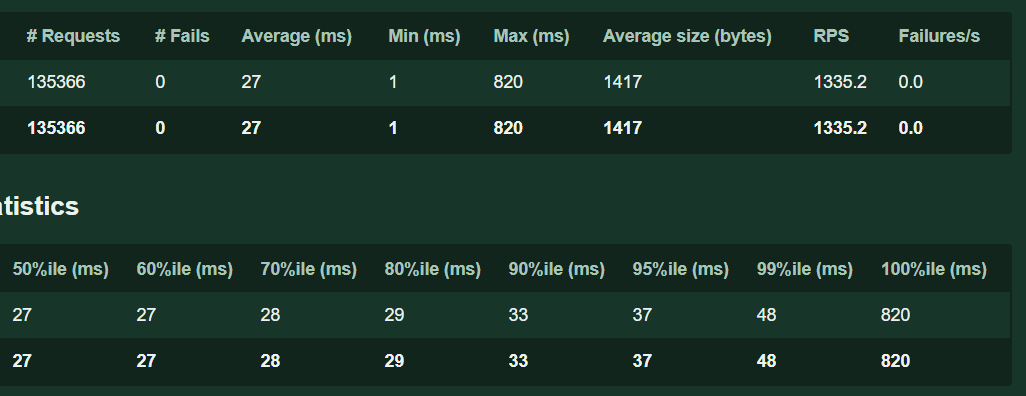 # Requests # Fails Average (ms) Min (ms) Max (ms) Average size (bytes) RPS Failures/s
135366 0 27 1 820 1417 1335.2 0.0
135366 0 27 1 820 1417 1335.2 0.0
tistics
50%ile (ms) 60%ile (ms) 70%ile (ms) 80%ile (ms) 90%ile (ms) 95%ile (ms) 99%ile (ms) 100%ile (ms)
27 27 28 29 33 37 48 820
27 27 28 29 33 37 48 820